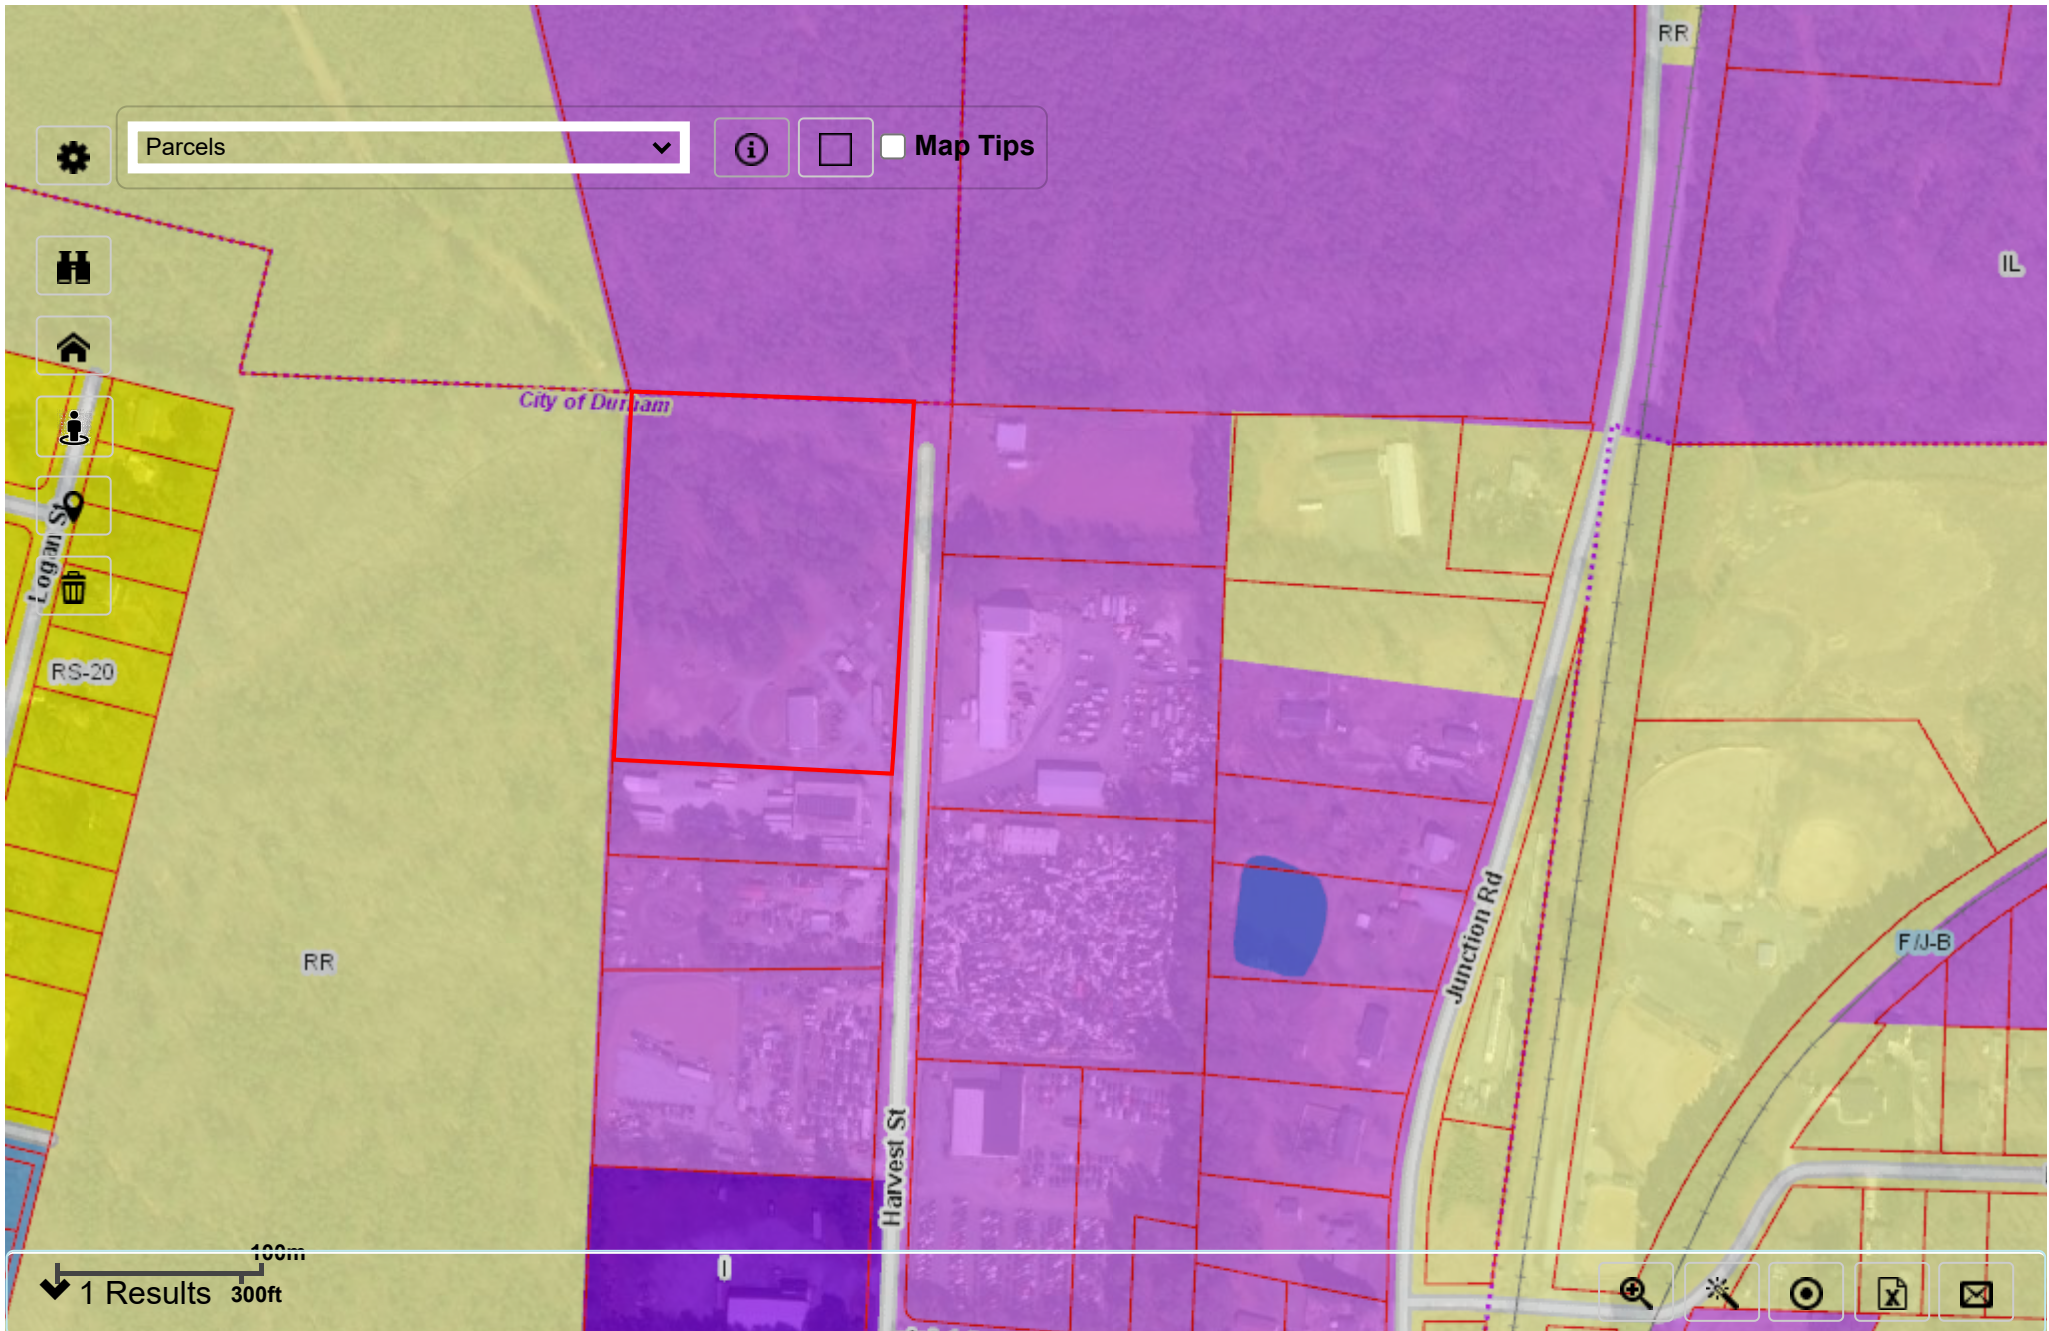 RR
Parcels
Map Tips
IL
City of Durham
Logan St
RS-20
Junction Rd
F/J-B
RR
Harvest St
I
100m
1 Results
300ft